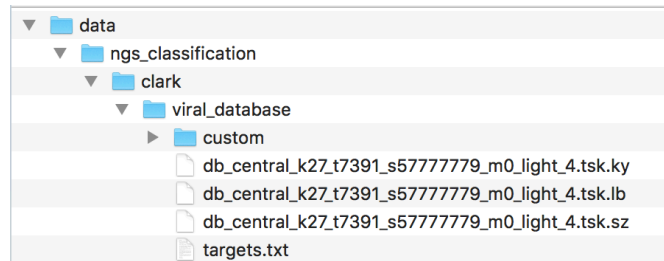 data
ngs_classification
clark
viral_database
custom
db_central_k27_t7391_s57777779_m0_light_4.tsk.ky
db_central_k27_t7391_s57777779_m0_light_4.tsk.lb
db_central_k27_t7391_s57777779_m0_light_4.tsk.sz
targets.txt